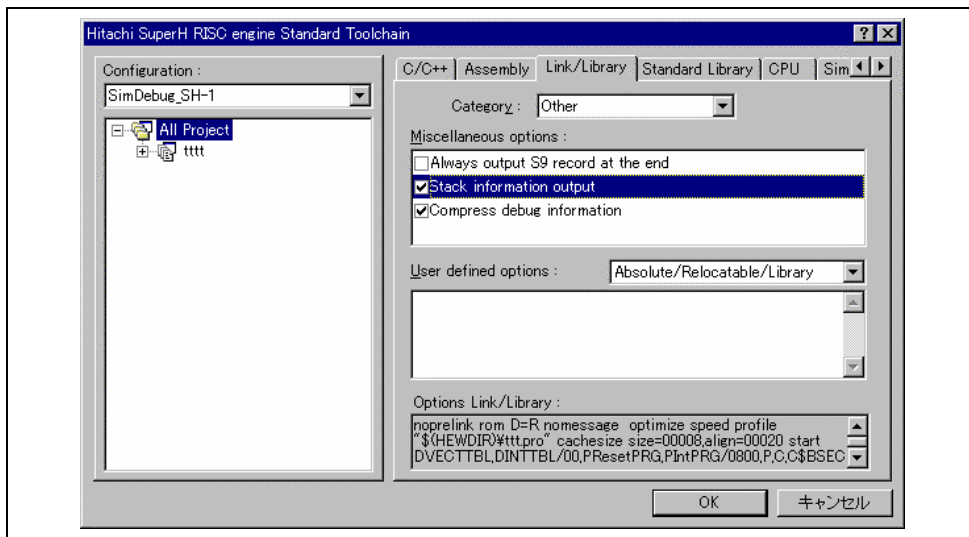 Hitachi SuperH RISC engine Standard Toolchain
Configuration :
SimDebug_SH-1
All Project
tttt
C/C++ Assembly Link/Library Standard Library CPU Sim
Category : Other
Miscellaneous options :
Always output S9 record at the end
Stack information output
Compress debug information
User defined options : Absolute/Relocatable/Library
Options Link/Library :
noprelink rom D=R nomessage optimize speed profile
"$(HEWDIR)¥ttt.pro" cachesize size=00008,align=00020 start
DVECTTBL,DINTTBL/00,PResetPRG,PIntPRG/0800,P,C,C$BSEC
OK キャンセル